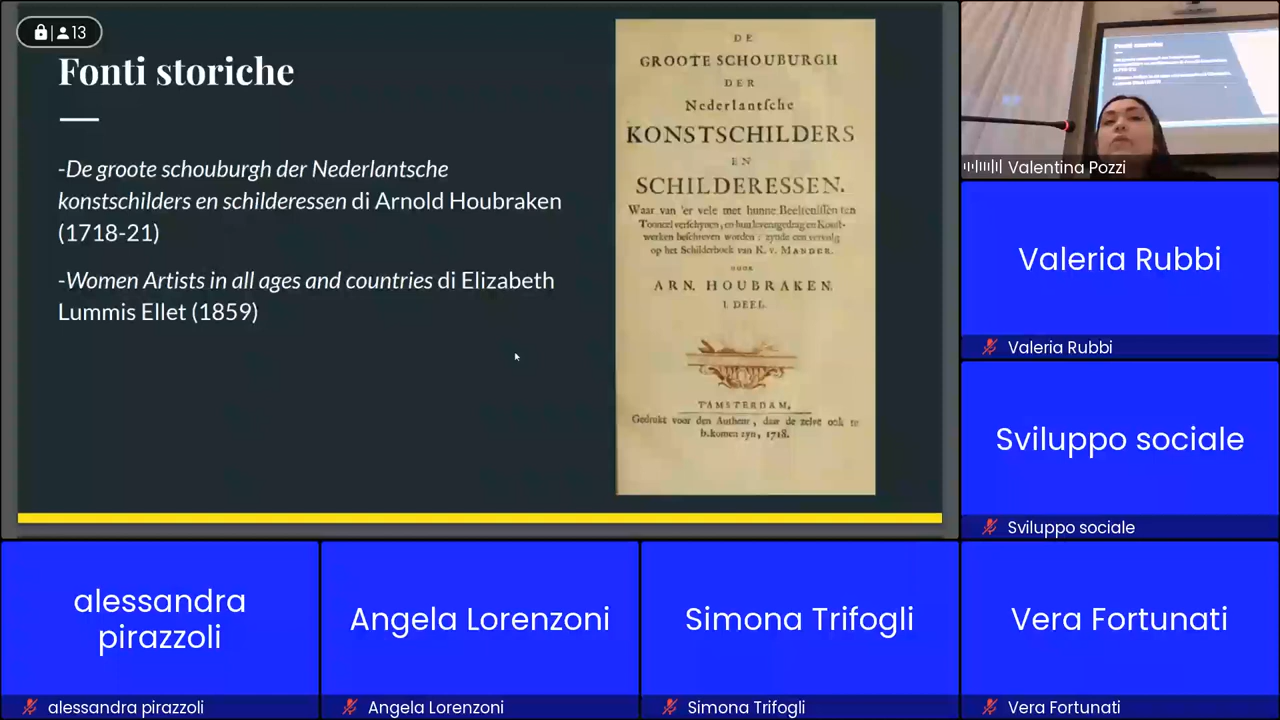 13
Fonti storiche
-De groote schouburgh der Nederlantsche
konstschilders en schilderessen di Arnold Houbraken
(1718-21)
-Women Artists in all ages and countries di Elizabeth
Lummis Ellet (1859)
DE
GROOTE SCHOUBURGH
DER
Nederlantſche
KONSTSCHILDERS
EN
SCHILDERESSEN.
Waar van 'er vele met hunne Beelteniſſen ten
Tooneel verſchynen, en hun levensgedrag en Konst-
werken beſchreven worden: zynde een vervolg
op het Schilderboek van K. v. MANDER.
DOOR
ARN. HOUBRAKEN.
I. DEEL.
T'AMSTERDAM,
Gedrukt voor den Autheur, daar de zelve ook te
bekomen zyn, 1718.
Fonti storiche
Valentina Pozzi
Valeria Rubbi
Valeria Rubbi
Sviluppo sociale
Sviluppo sociale
alessandra
pirazzoli
alessandra pirazzoli
Angela Lorenzoni
Angela Lorenzoni
Simona Trifogli
Simona Trifogli
Vera Fortunati
Vera Fortunati